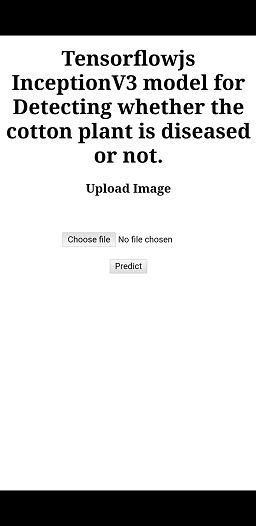 Tensorflowjs
InceptionV3 model for
Detecting whether the
cotton plant is diseased
or not.
Upload Image
Choose file No file chosen
Predict